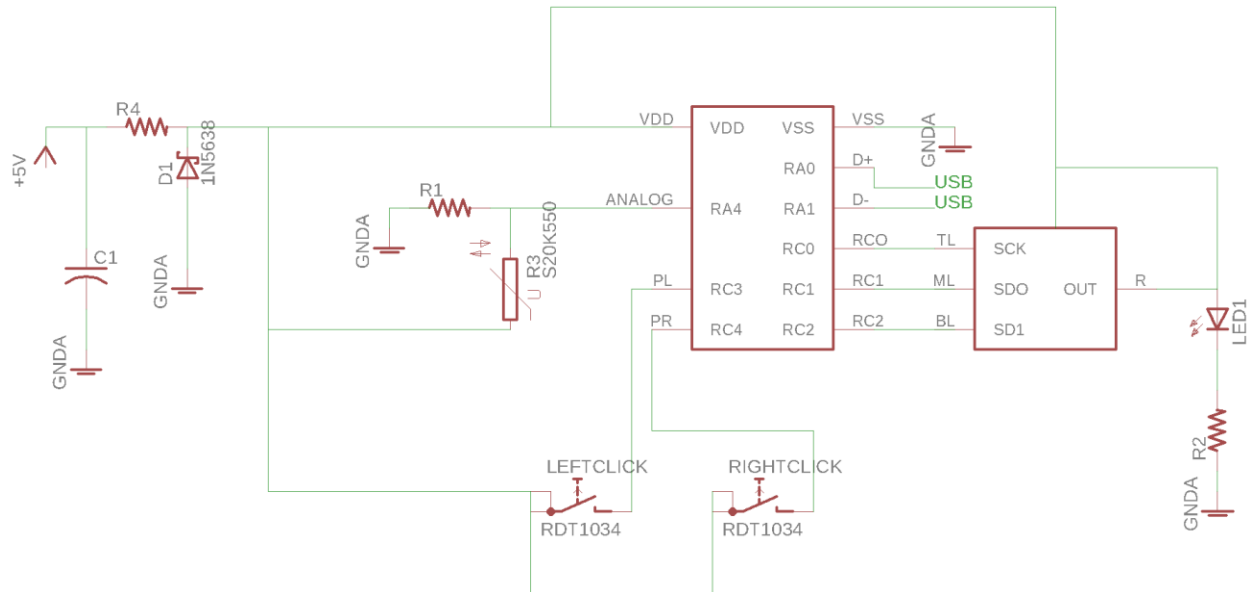 R4
+5V
D1
1N5638
GNDA
C1
GNDA
R1
GNDA
R3
S20K550
U
ANALOG
VDD
PL
PR
VDD
RA4
RC3
RC4
VSS
RA0
RA1
RC0
RC1
RC2
VSS
GNDA
D+
USB
D-
USB
RCO
RC1
RC2
TL
ML
BL
SCK
SDO
SD1
OUT
R
LED1
R2
GNDA
LEFTCLICK
RDT1034
RIGHTCLICK
RDT1034